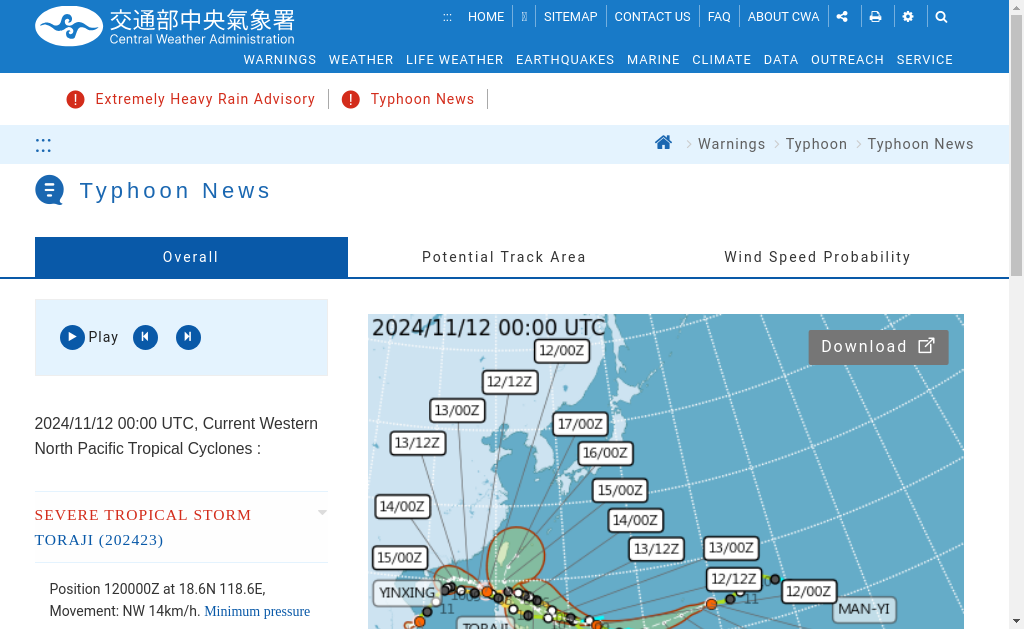 交通部中央氣象署
Central Weather Administration
::: HOME SITEMAP CONTACT US FAQ ABOUT CWA
WARNINGS WEATHER LIFE WEATHER EARTHQUAKES MARINE CLIMATE DATA OUTREACH SERVICE
Extremely Heavy Rain Advisory
Typhoon News
:::
Warnings Typhoon Typhoon News
Typhoon News
Overall
Potential Track Area
Wind Speed Probability
Play
2024/11/12 00:00 UTC, Current Western
North Pacific Tropical Cyclones :
SEVERE TROPICAL STORM
TORAJI (202423)
Position 120000Z at 18.6N 118.6E,
Movement: NW 14km/h. Minimum pressure
2024/11/12 00:00 UTC
Download
12/00Z
12/12Z
13/00Z
13/12Z
14/00Z
15/00Z
17/00Z
16/00Z
15/00Z
14/00Z
13/12Z
13/00Z
12/12Z
12/00Z
YINXING
11
TORAJI
11
MAN-YI